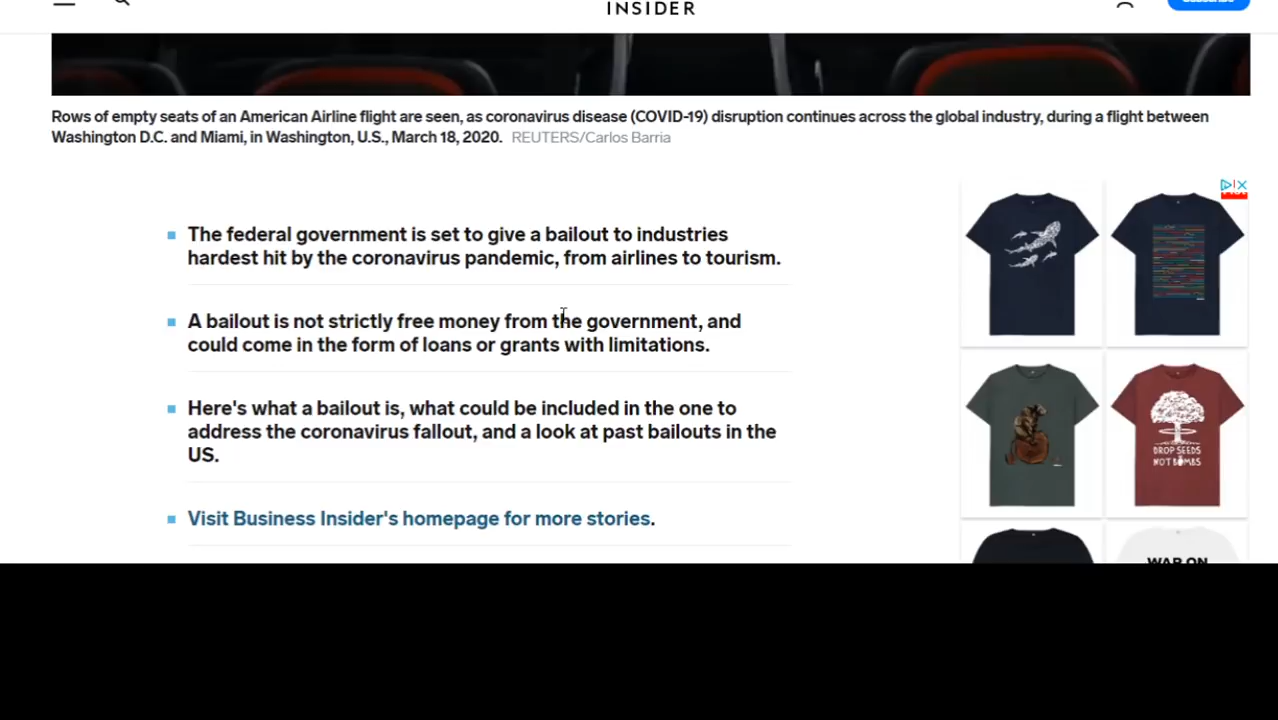 INSIDER
Subscribe
Rows of empty seats of an American Airline flight are seen, as coronavirus disease (COVID-19) disruption continues across the global industry, during a flight between
Washington D.C. and Miami, in Washington, U.S., March 18, 2020. REUTERS/Carlos Barria
The federal government is set to give a bailout to industries
hardest hit by the coronavirus pandemic, from airlines to tourism.
A bailout is not strictly free money from the government, and
could come in the form of loans or grants with limitations.
Here's what a bailout is, what could be included in the one to
address the coronavirus fallout, and a look at past bailouts in the
US.
Visit Business Insider's homepage for more stories.
DROP SEEDS
NOT BOMBS
WAR ON